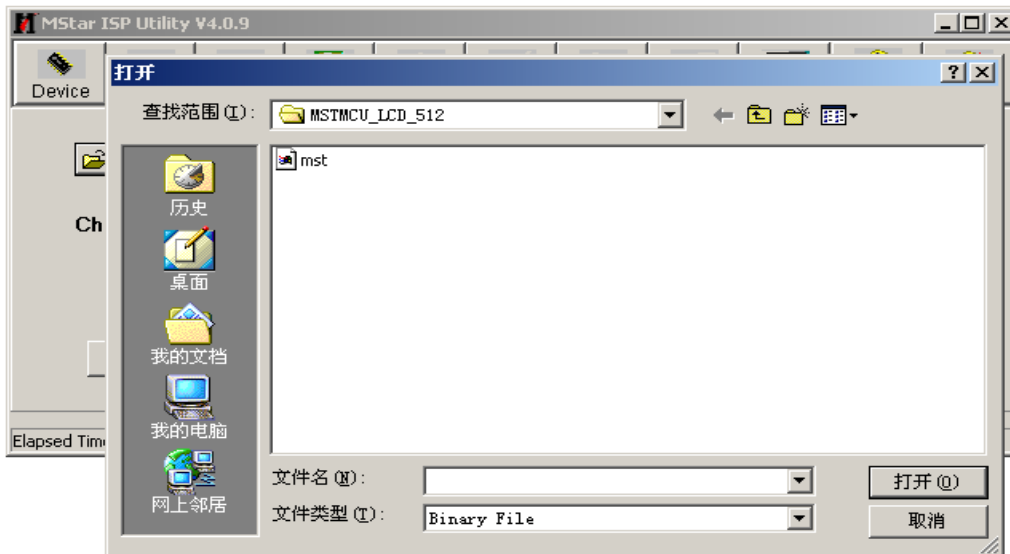 MStar ISP Utility V4.0.9
Device
打开
查找范围(I):
MSTMCU_LCD_512
mst
Ch
历史
桌面
我的文档
我的电脑
Elapsed Tim
网上邻居
文件名(N):
打开(O)
文件类型(T):
Binary File
取消